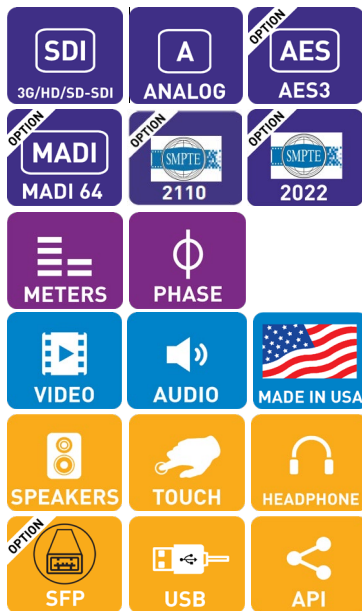 SDI
3G/HD/SD-SDI
A
ANALOG
OPTION
AES
AES3
OPTION
MADI
MADI 64
OPTION
SMPTE
2110
OPTION
SMPTE
2022
METERS
PHASE
VIDEO
AUDIO
MADE IN USA
SPEAKERS
TOUCH
HEADPHONE
OPTION
SFP
USB
API